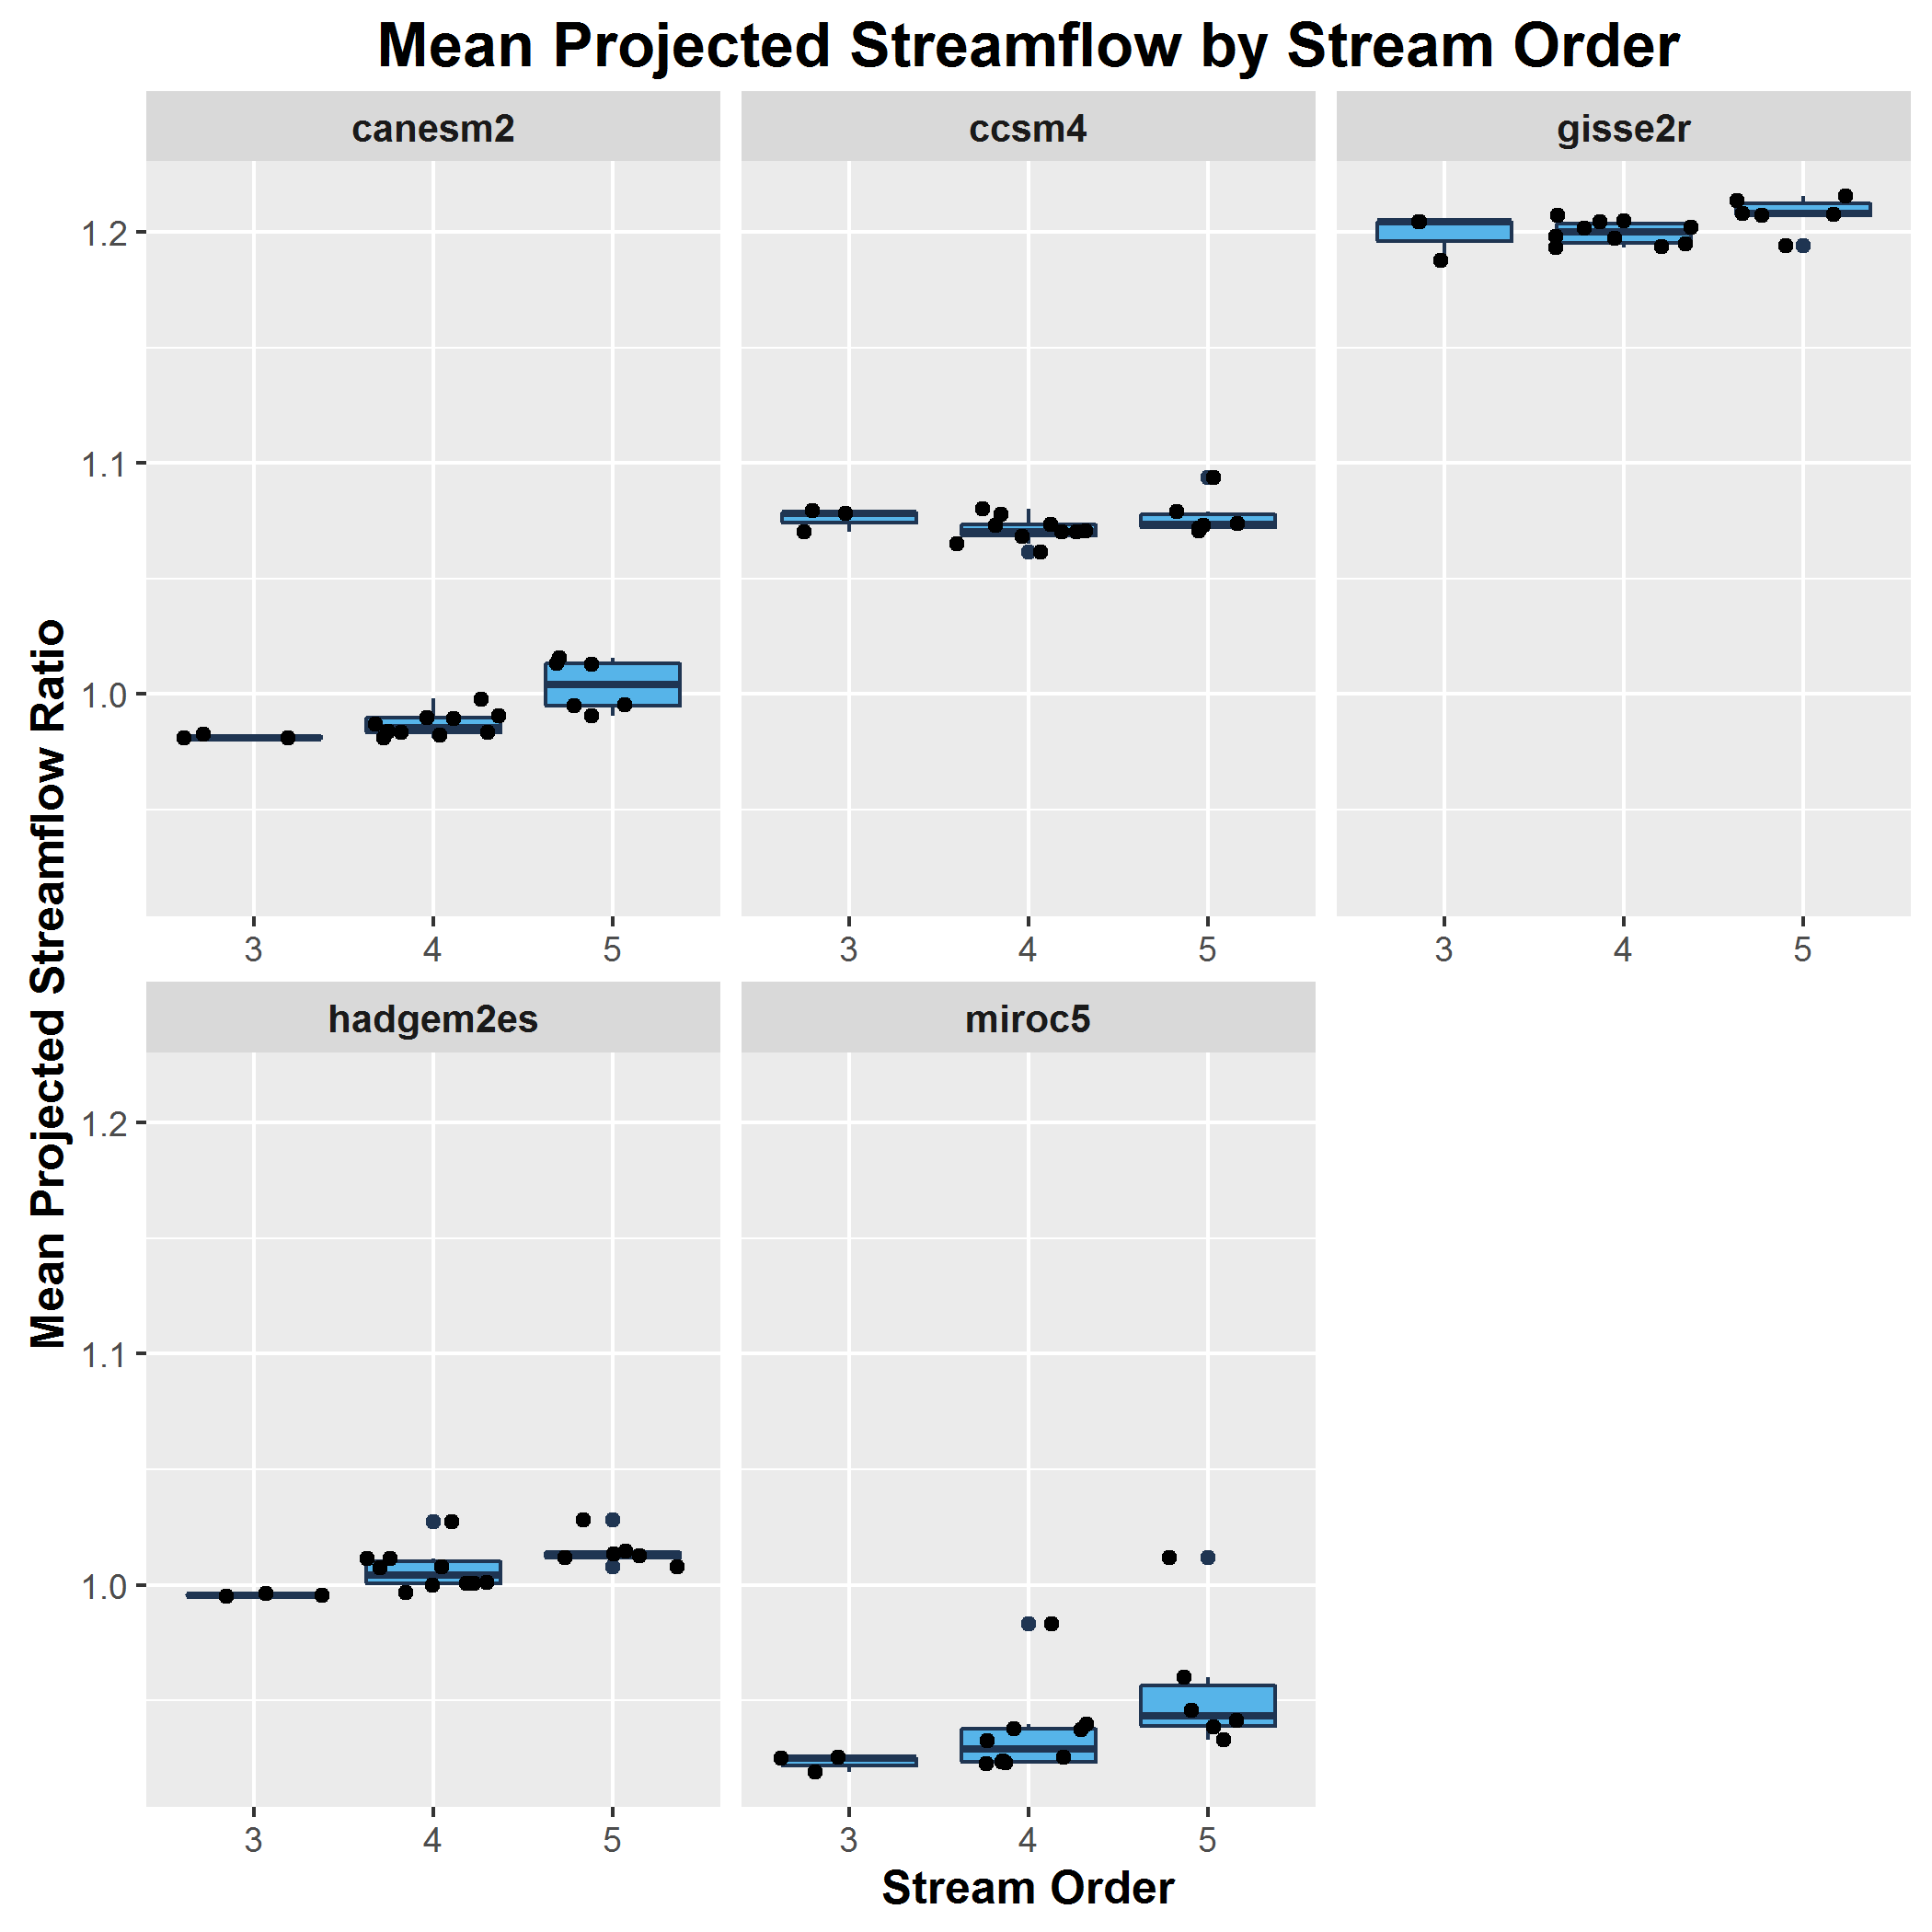 Mean Projected Streamflow by Stream Order
canesm2
ccsm4
gisse2r
1.2
1.1
1.0
3 4 5
3 4 5
3 4 5
Mean Projected Streamflow Ratio
hadgem2es
miroc5
1.2
1.1
1.0
3 4 5
3 4 5
Stream Order